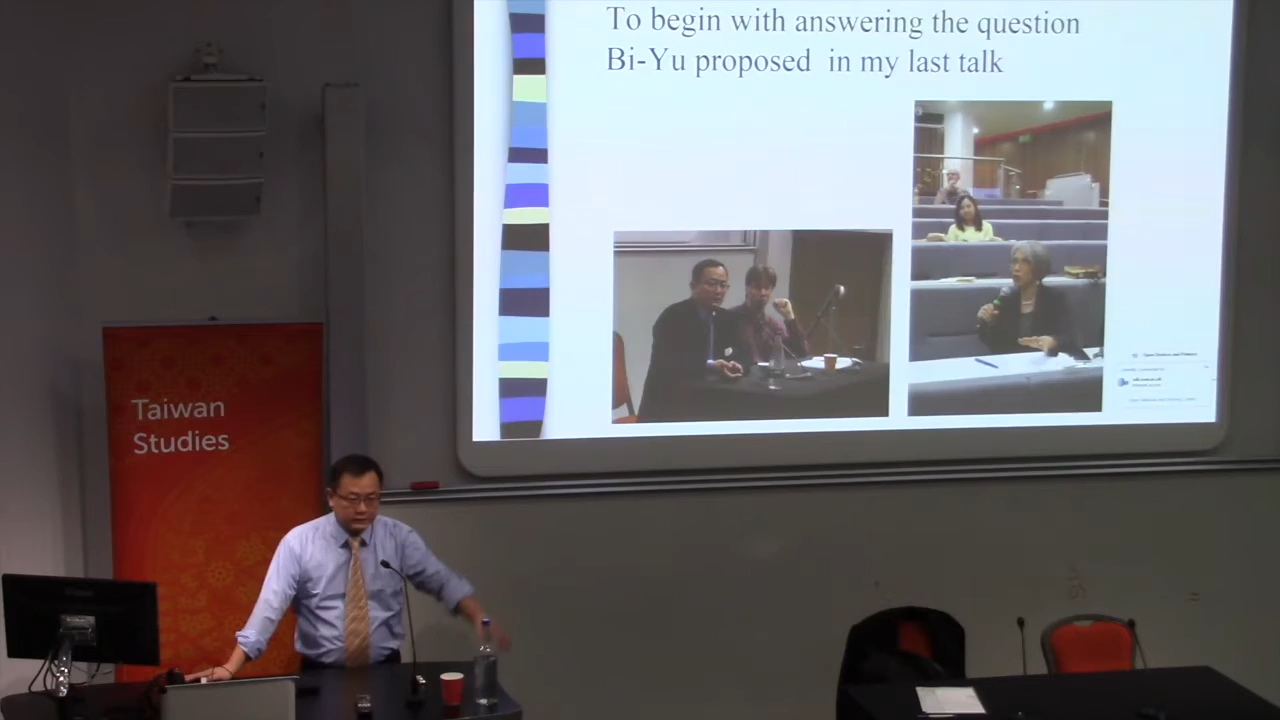 To begin with answering the question
Bi-Yu proposed in my last talk
Taiwan
Studies